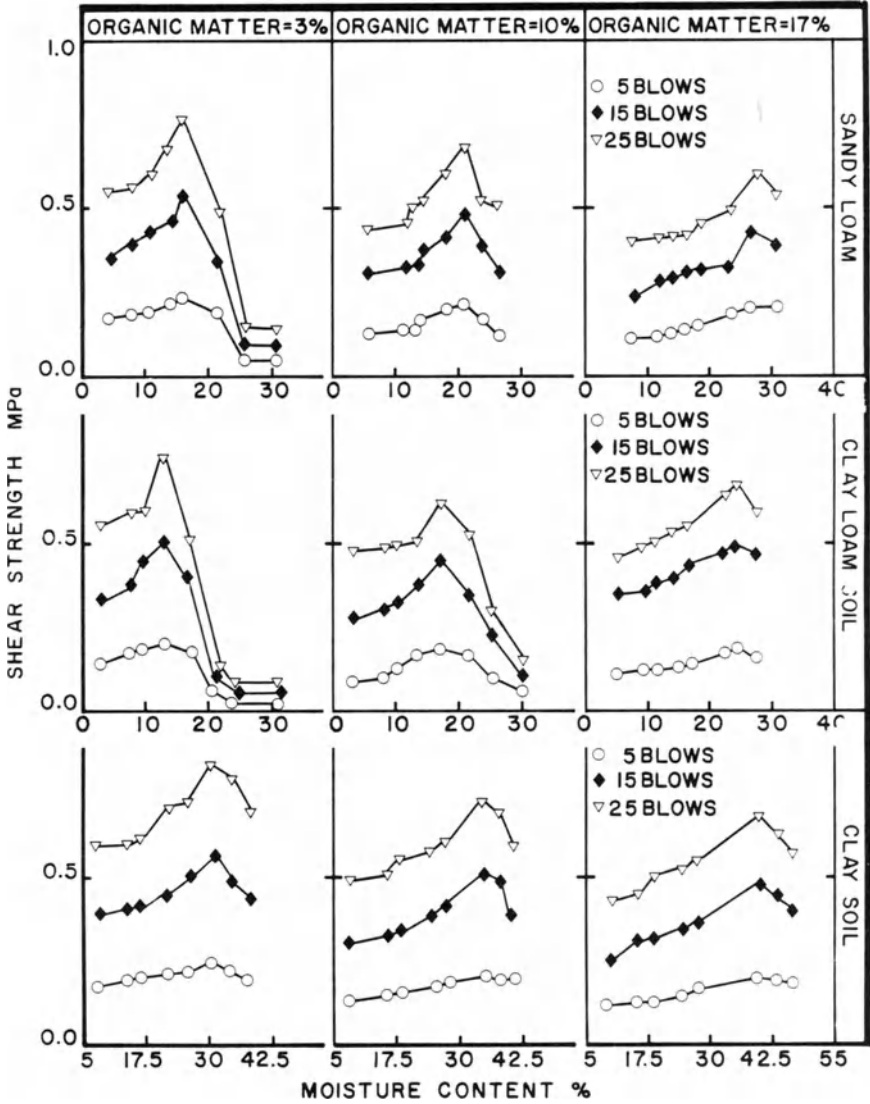 ORGANIC MATTER=3% ORGANIC MATTER=10% ORGANIC MATTER=17%
1.0
5 BLOWS
15 BLOWS
25 BLOWS
SANDY LOAM
0.5
0.0
0 10 20 30 0 10 20 30 0 10 20 30 40
5 BLOWS
15 BLOWS
25 BLOWS
CLAY LOAM SOIL
0.5
0.0
0 10 20 30 0 10 20 30 0 10 20 30 40
5 BLOWS
15 BLOWS
25 BLOWS
CLAY SOIL
0.5
0.0
5 17.5 30 42.5 5 17.5 30 42.5 5 17.5 30 42.5 55
SHEAR STRENGTH MPa
MOISTURE CONTENT %